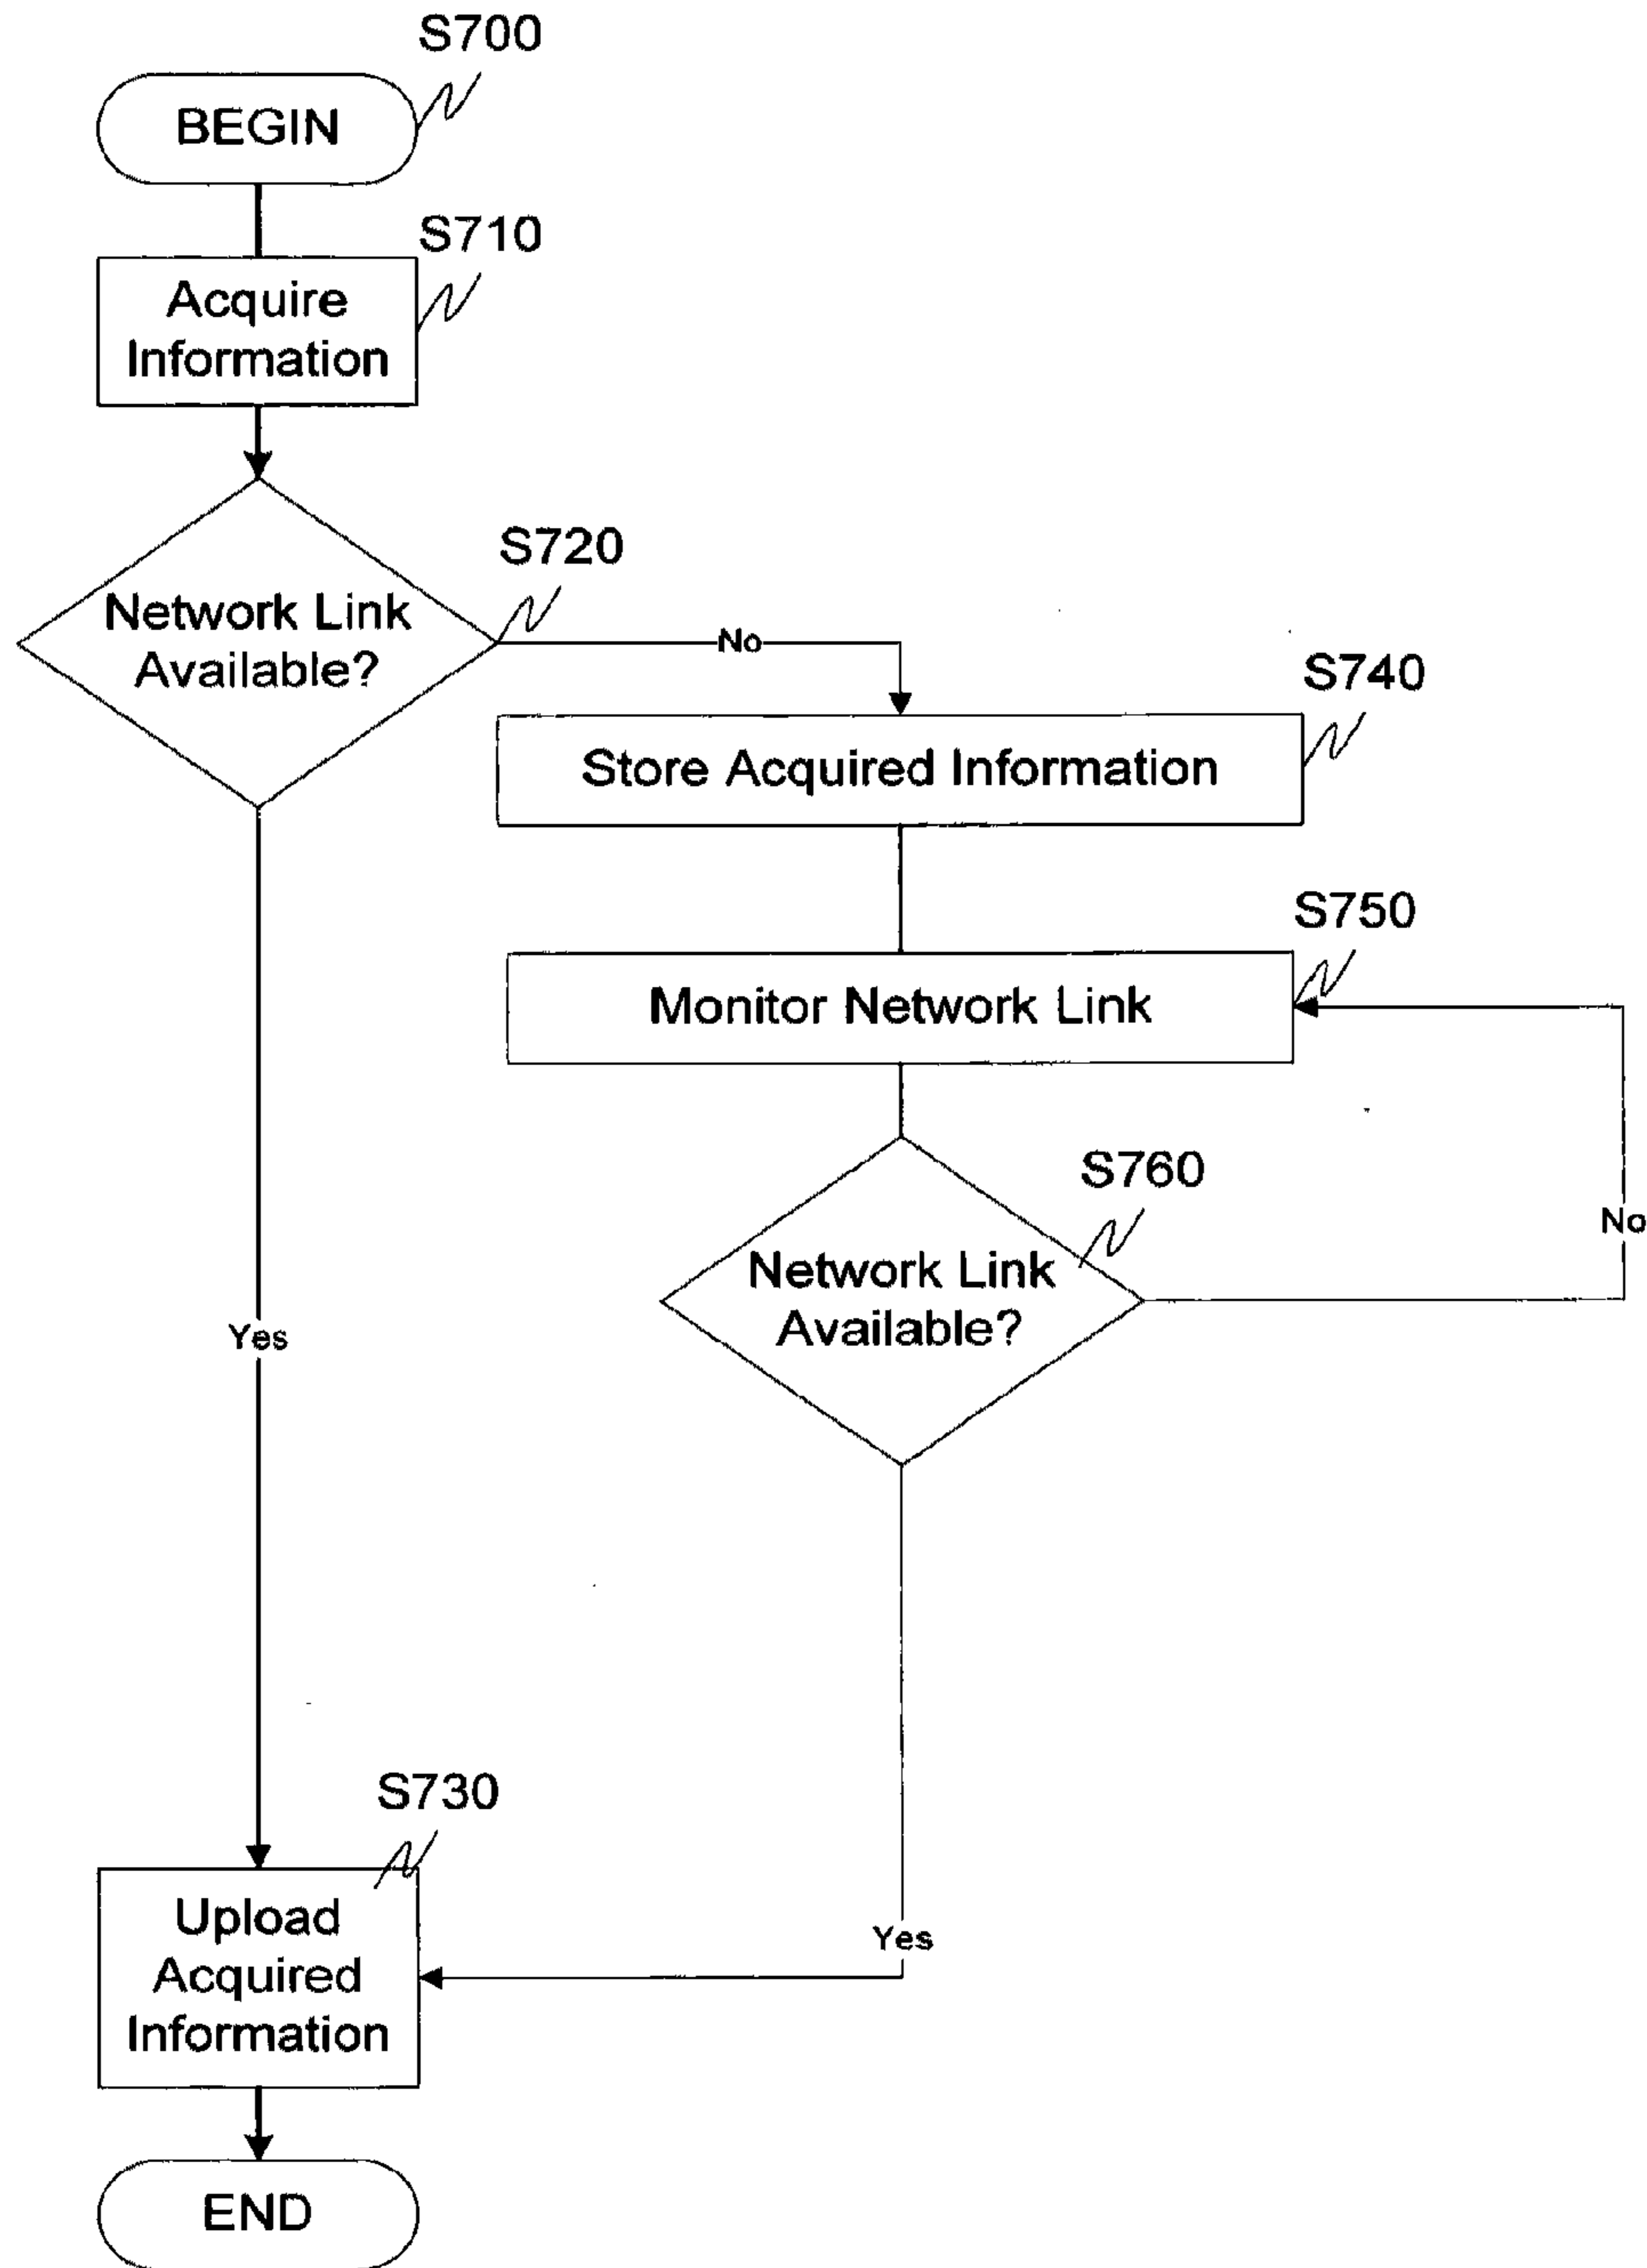 S700
BEGIN
S710
Acquire
Information
S720
Network Link
Available?
No
S740
Store Acquired Information
S750
Monitor Network Link
S760
Network Link
Available?
No
Yes
S730
Upload
Acquired
Information
Yes
END